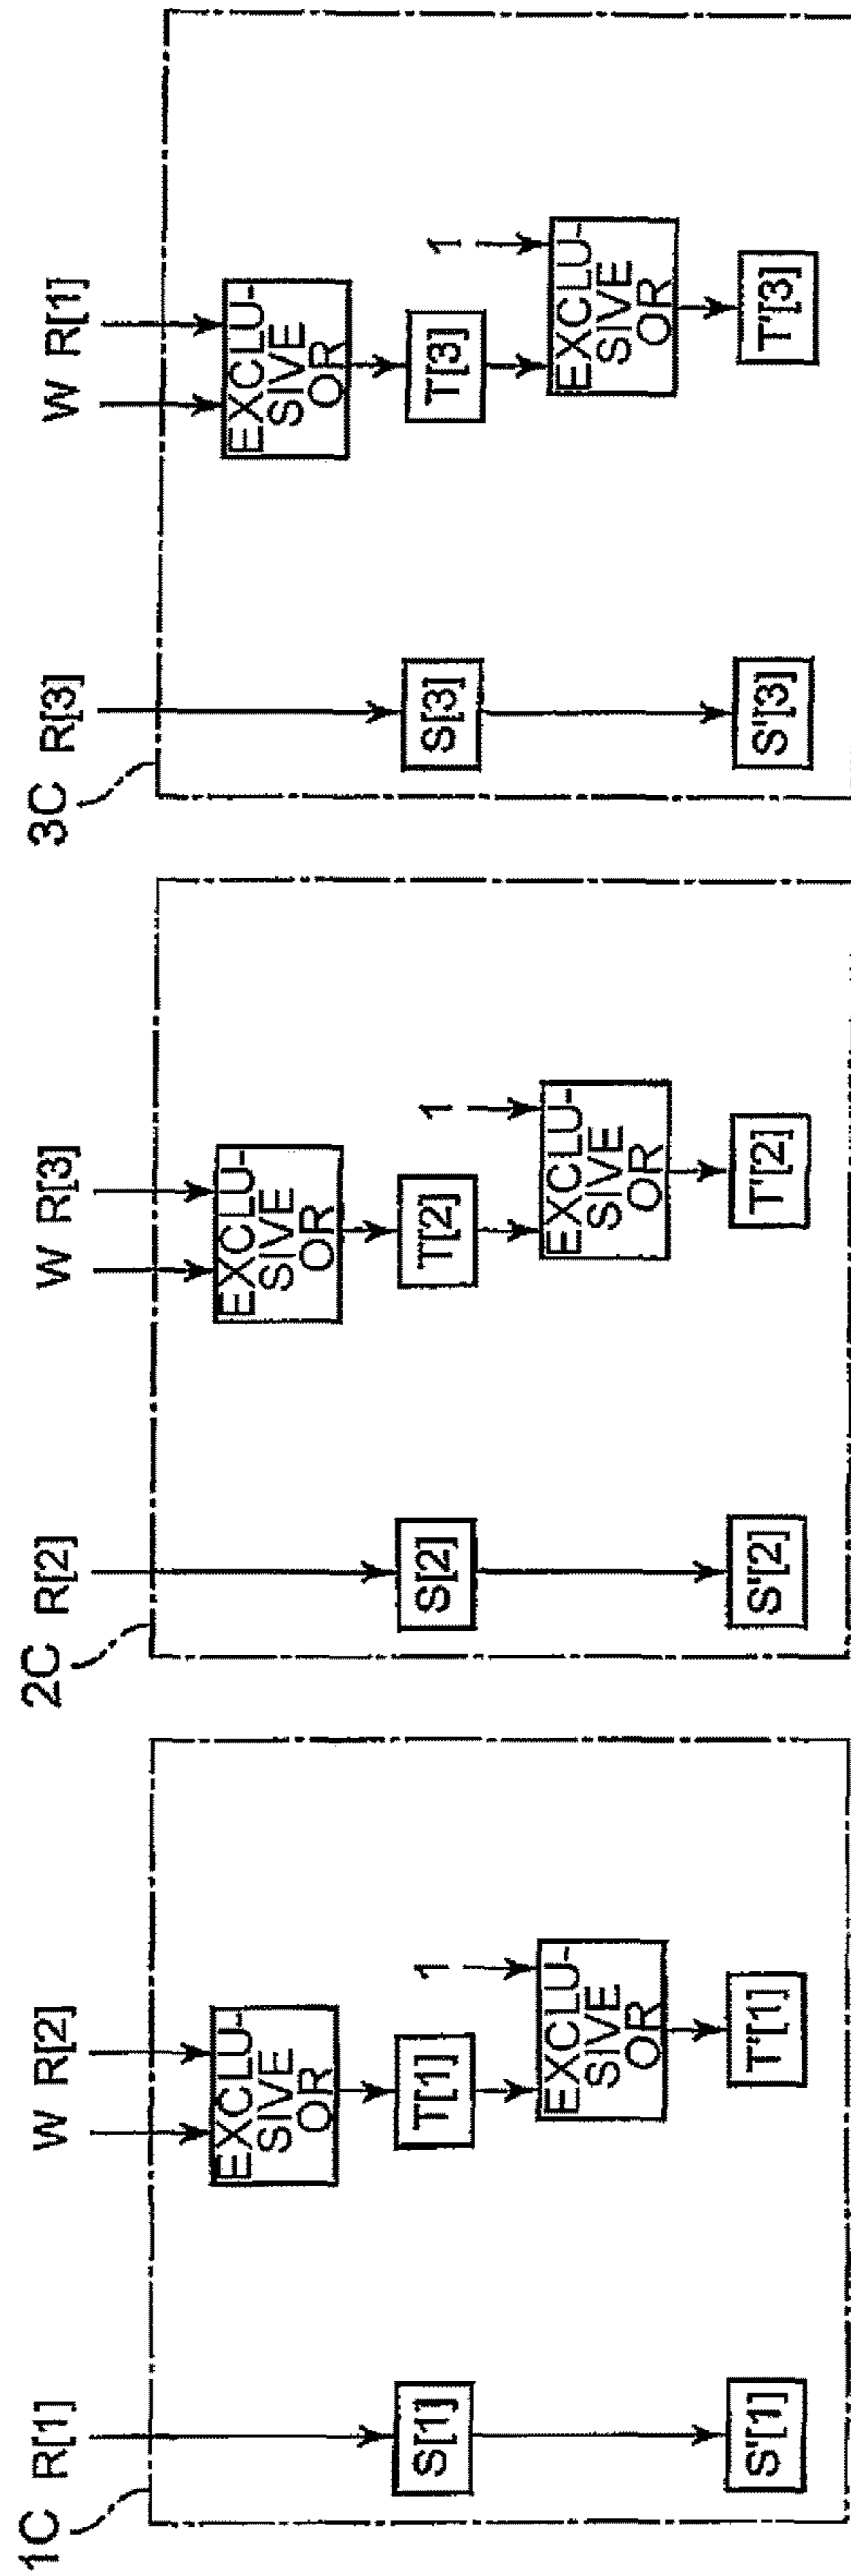 1C R[1] W R[2]
EXCLU-
SIVE
OR
S[1] T[1] 1
EXCLU-
SIVE
OR
S'[1] T'[1]
2C R[2] W R[3]
EXCLU-
SIVE
OR
S[2] T[2] 1
EXCLU-
SIVE
OR
S'[2] T'[2]
3C R[3] W R[1]
EXCLU-
SIVE
OR
S[3] T[3] 1
EXCLU-
SIVE
OR
S'[3] T'[3]